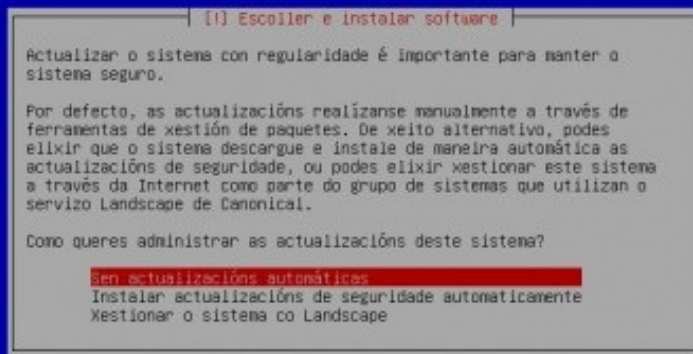 [!] Escoller e instalar software
Actualizar o sistema con regularidade é importante para manter o
sistema seguro.
Por defecto, as actualizacións realízanse manualmente a través de
ferramentas de xestión de paquetes. De xeito alternativo, podes
elixir que o sistema descargue e instale de maneira automática as
actualizacións de seguridade, ou podes elixir xestionar este sistema
a través da Internet como parte do grupo de sistemas que utilizan o
servizo Landscape de Canonical.
Como queres administrar as actualizacións deste sistema?
Sen actualizacións automáticas
Instalar actualizacións de seguridade automaticamente
Xestionar o sistema co Landscape